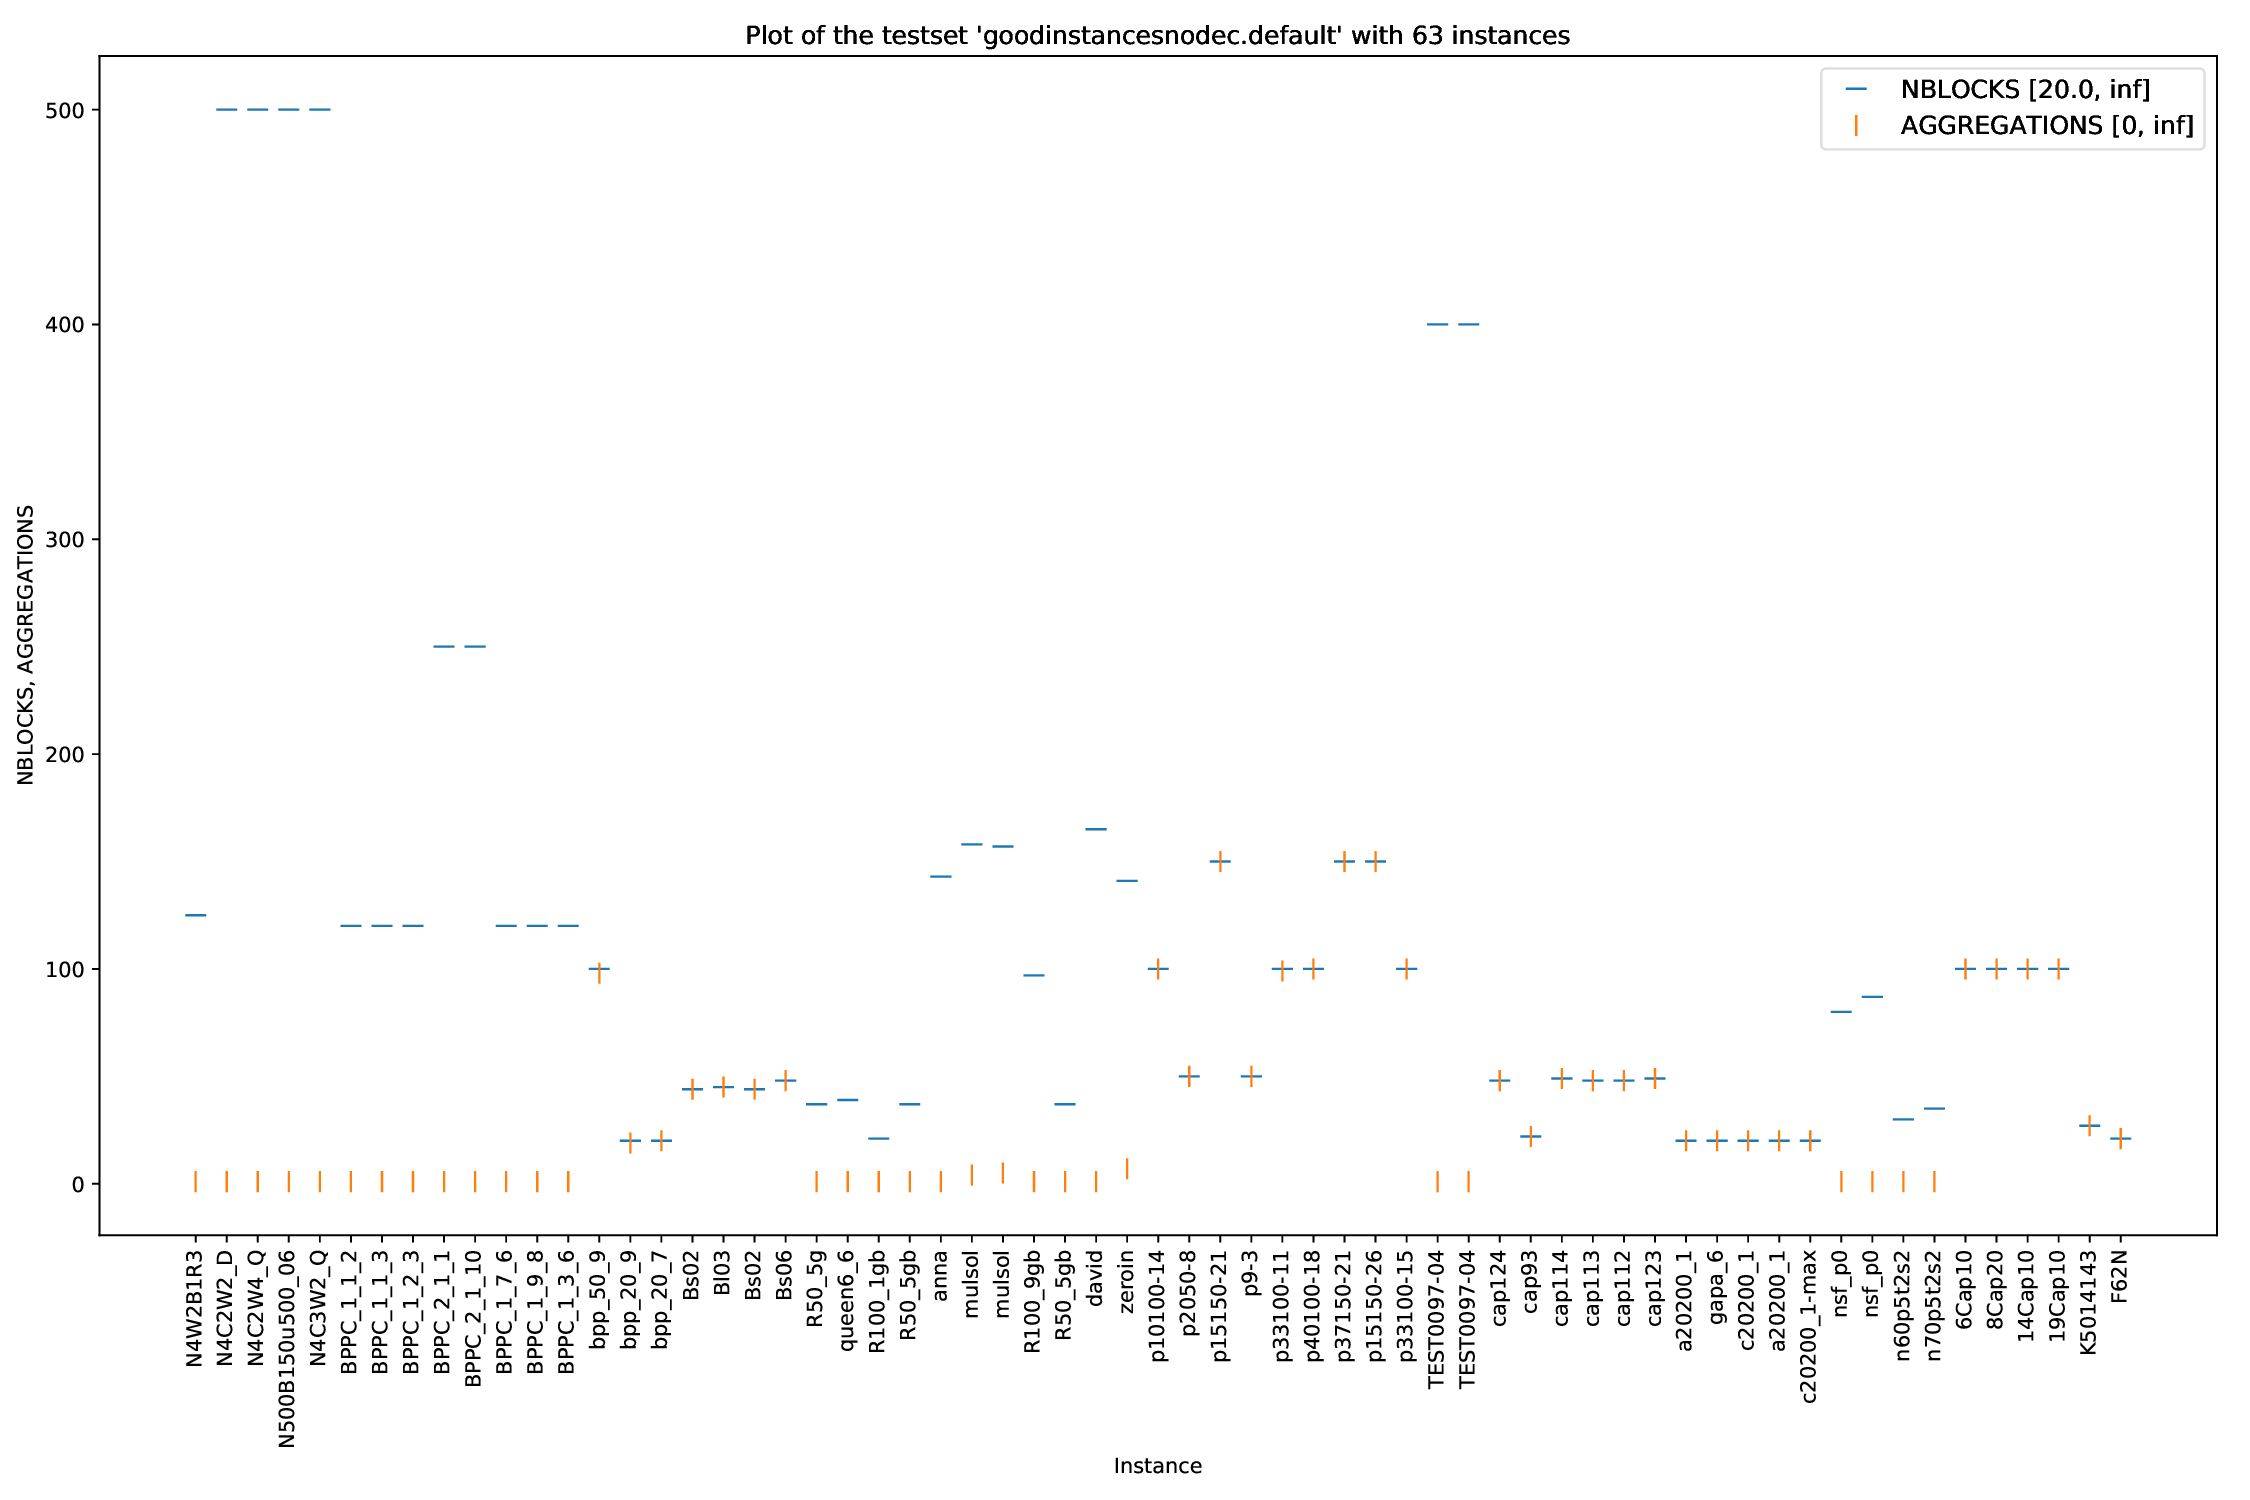 Plot of the testset 'goodinstancesnodec.default' with 63 instances
NBLOCKS [20.0, inf]
AGGREGATIONS [0, inf]
NBLOCKS, AGGREGATIONS
500
400
300
200
100
0
N4W2B1R3
N4C2W2_D
N4C2W4_Q
N500B150u500_06
N4C3W2_Q
BPPC_1_1_2
BPPC_1_1_3
BPPC_1_2_3
BPPC_2_1_1
BPPC_2_1_10
BPPC_1_7_6
BPPC_1_9_8
BPPC_1_3_6
bpp_50_9
bpp_20_9
bpp_20_7
Bs02
Bl03
Bs02
Bs06
R50_5g
queen6_6
R100_1gb
R50_5gb
anna
mulsol
mulsol
R100_9gb
R50_5gb
david
zeroin
p10100-14
p2050-8
p15150-21
p9-3
p33100-11
p40100-18
p37150-21
p15150-26
p33100-15
TEST0097-04
TEST0097-04
cap124
cap93
cap114
cap113
cap112
cap123
a20200_1
gapa_6
c20200_1
a20200_1
c20200_1-max
nsf_p0
nsf_p0
n60p5t2s2
n70p5t2s2
6Cap10
8Cap20
14Cap10
19Cap10
K5014143
F62N
Instance